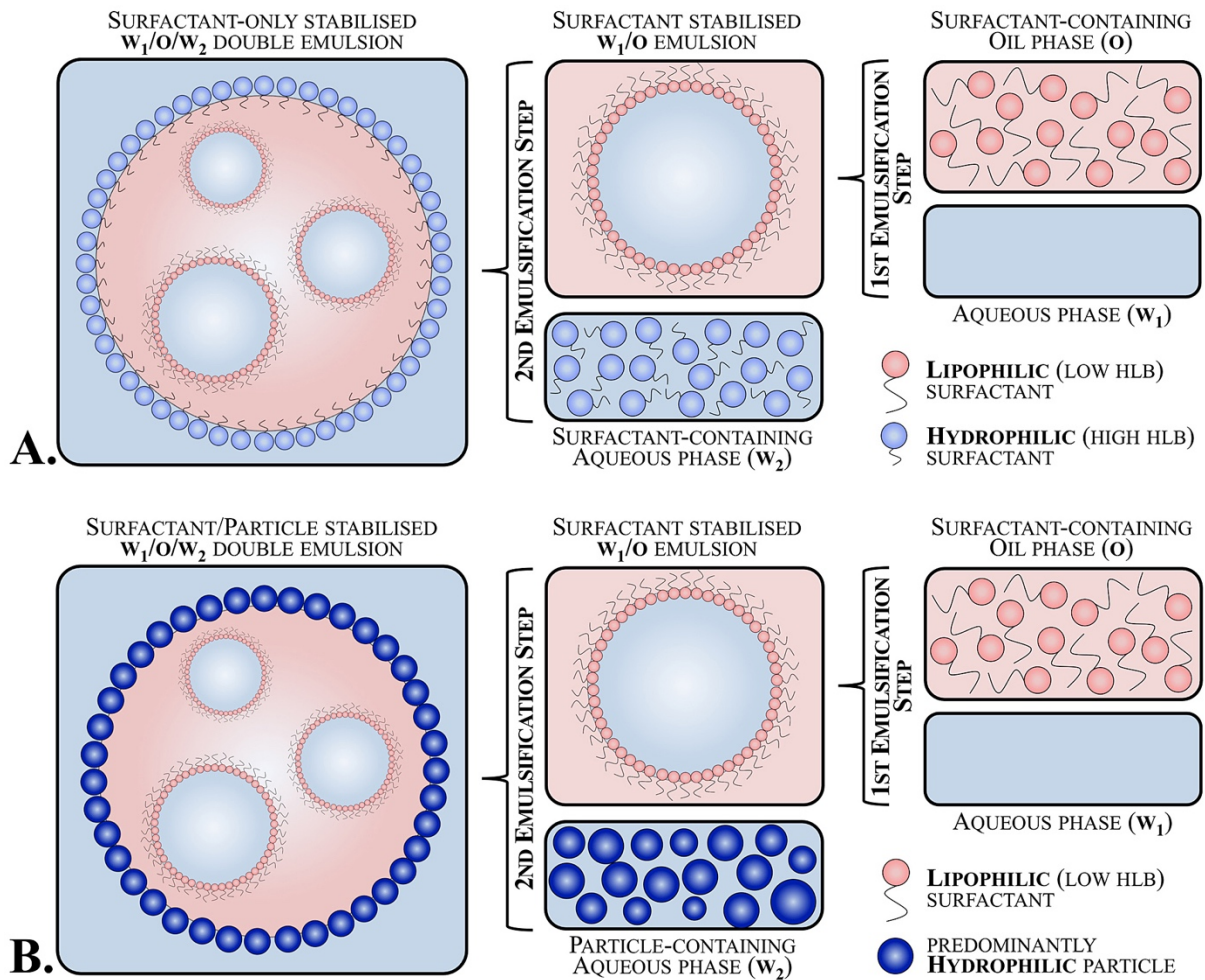 SURFACTANT-ONLY STABILISED
W₁/O/W₂ DOUBLE EMULSION
SURFACTANT STABILISED
W₁/O EMULSION
SURFACTANT-CONTAINING
OIL PHASE (O)
2ND EMULSIFICATION STEP
1ST EMULSIFICATION
STEP
AQUEOUS PHASE (W₁)
LIPOPHILIC (LOW HLB)
SURFACTANT
HYDROPHILIC (HIGH HLB)
SURFACTANT
SURFACTANT-CONTAINING
AQUEOUS PHASE (W₂)
A.
SURFACTANT/PARTICLE STABILISED
W₁/O/W₂ DOUBLE EMULSION
SURFACTANT STABILISED
W₁/O EMULSION
SURFACTANT-CONTAINING
OIL PHASE (O)
2ND EMULSIFICATION STEP
1ST EMULSIFICATION
STEP
AQUEOUS PHASE (W₁)
LIPOPHILIC (LOW HLB)
SURFACTANT
PREDOMINANTLY
HYDROPHILIC PARTICLE
PARTICLE-CONTAINING
AQUEOUS PHASE (W₂)
B.